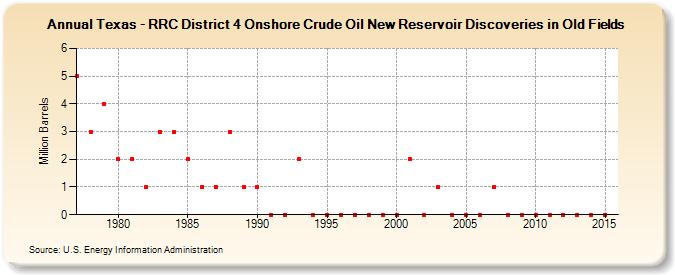 Annual Texas - RRC District 4 Onshore Crude Oil New Reservoir Discoveries in Old Fields
Million Barrels
6
5
4
3
2
1
0
1980 1985 1990 1995 2000 2005 2010 2015
Source: U.S. Energy Information Administration